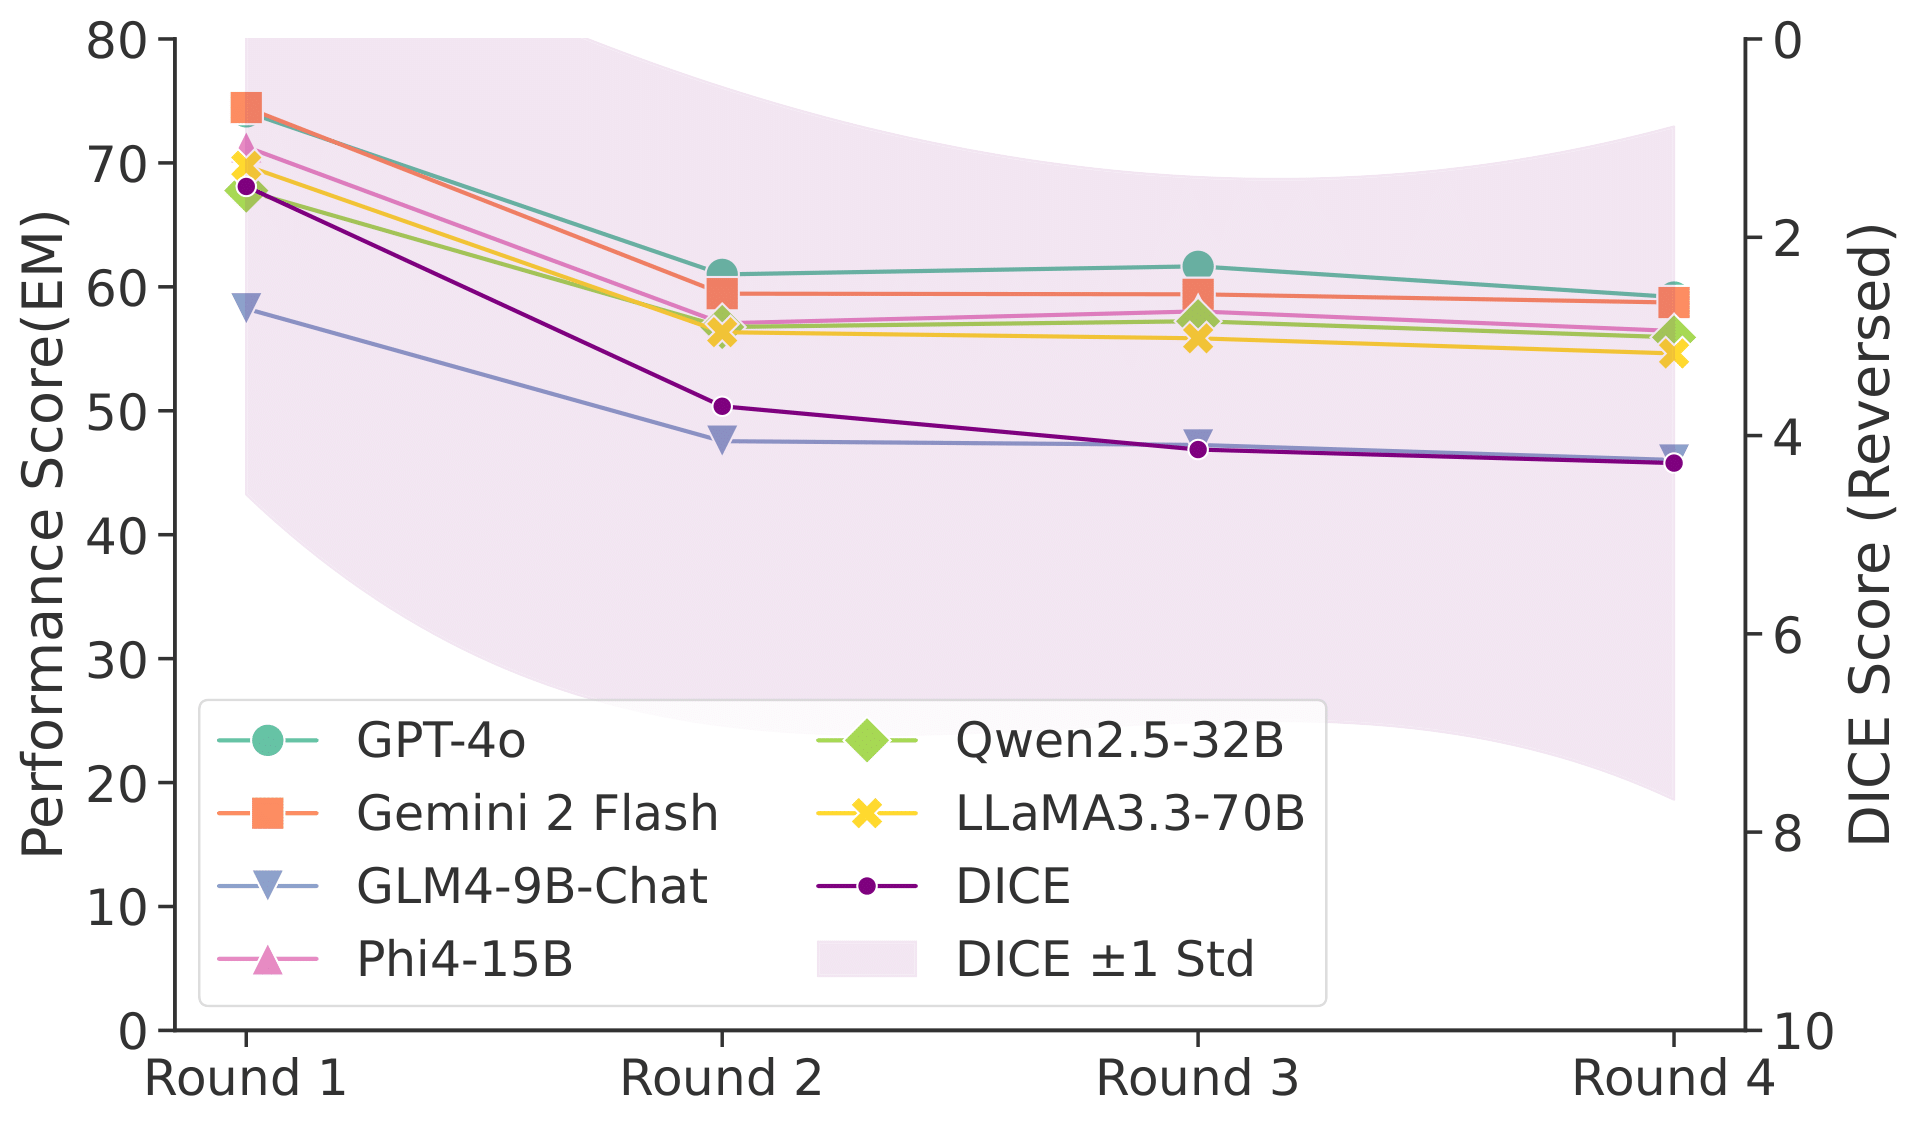 Performance Score(EM)
80
70
60
50
40
30
20
10
0
GPT-4o
Gemini 2 Flash
GLM4-9B-Chat
Phi4-15B
Qwen2.5-32B
LLaMA3.3-70B
DICE
DICE ±1 Std
Round 1
Round 2
Round 3
Round 4
0
2
4
6
8
10
DICE Score (Reversed)